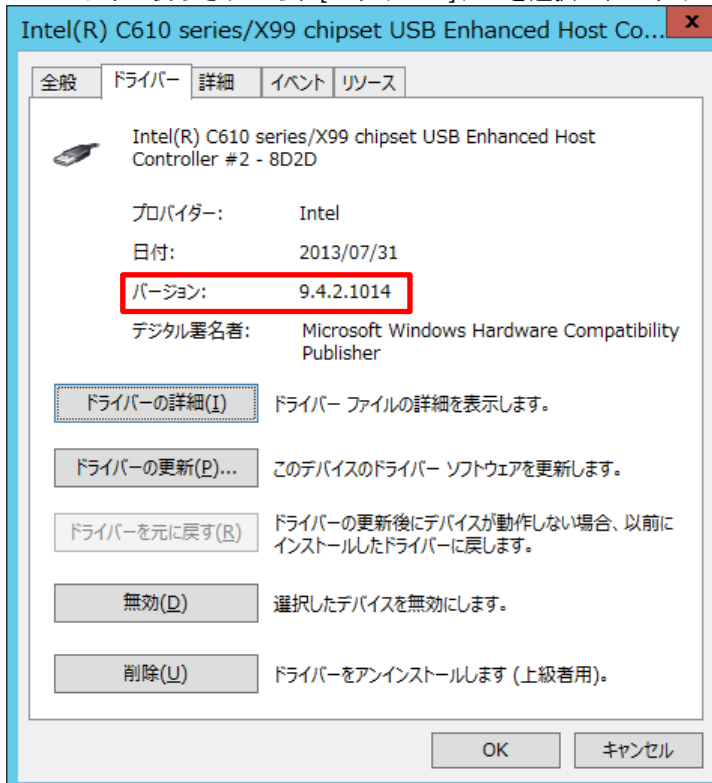 Intel(R) C610 series/X99 chipset USB Enhanced Host Co...
x
全般 ドライバー 詳細 イベント リソース
Intel(R) C610 series/X99 chipset USB Enhanced Host
Controller #2 - 8D2D
プロバイダー: Intel
日付: 2013/07/31
バージョン: 9.4.2.1014
デジタル署名者: Microsoft Windows Hardware Compatibility
Publisher
ドライバーの詳細(I) ドライバー ファイルの詳細を表示します。
ドライバーの更新(P)... このデバイスのドライバー ソフトウェアを更新します。
ドライバーを元に戻す(R) ドライバーの更新後にデバイスが動作しない場合、以前に
インストールしたドライバーに戻します。
無効(D) 選択したデバイスを無効にします。
削除(U) ドライバーをアンインストールします (上級者用)。
OK キャンセル